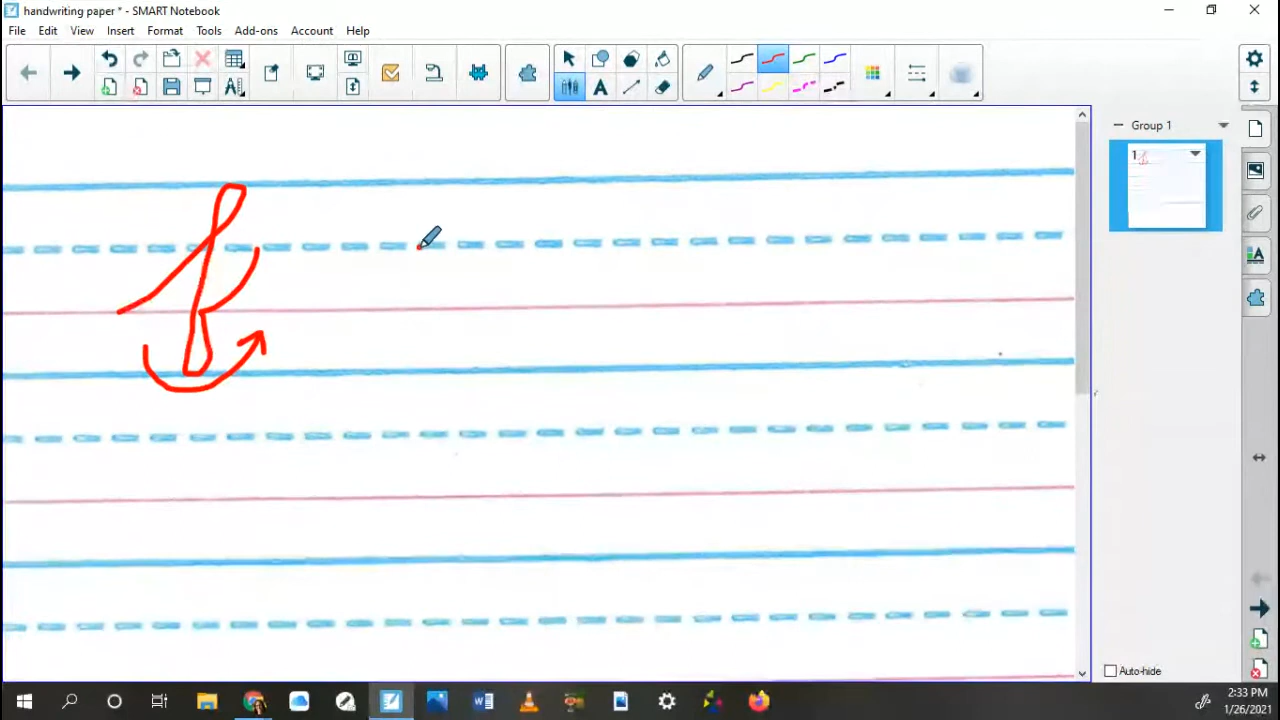 handwriting paper * - SMART Notebook
File Edit View Insert Format Tools Add-ons Account Help
Group 1
1
f
Auto-hide
2:33 PM
1/26/2021